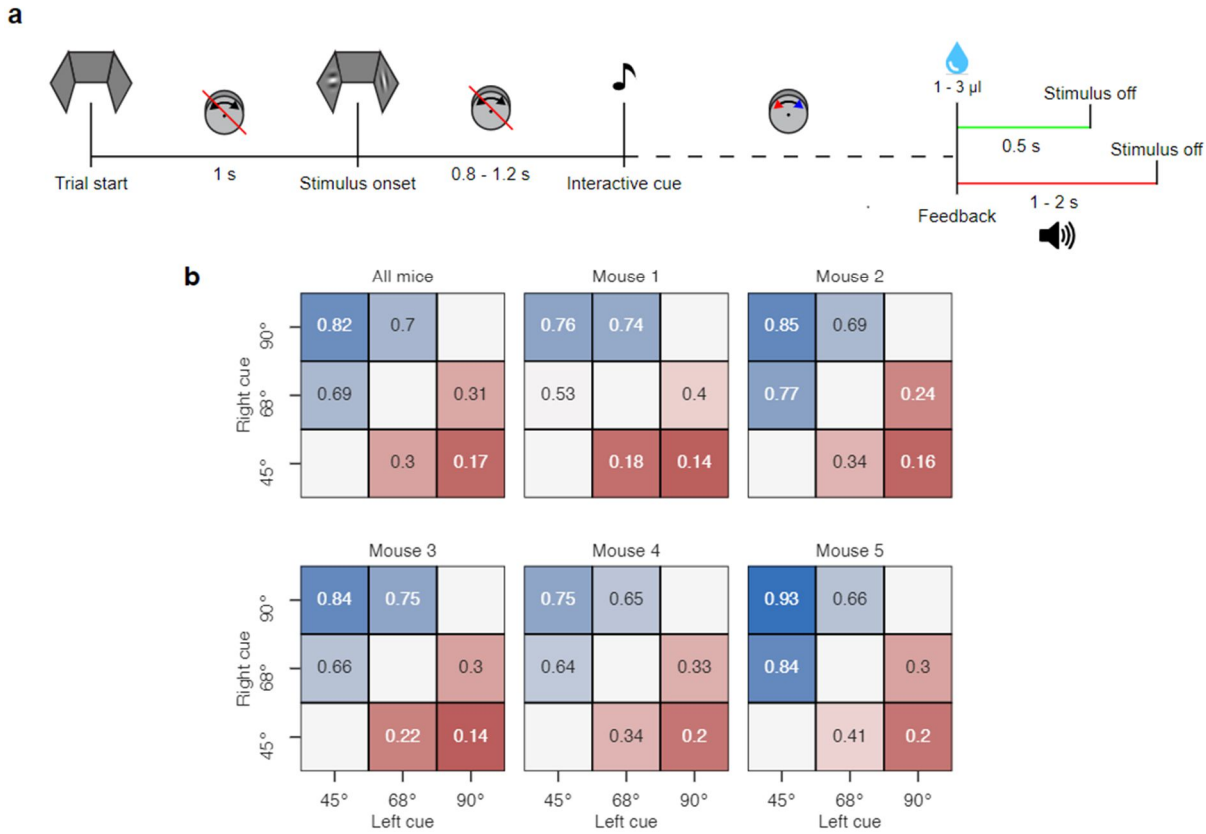 a
1 - 3 µl
Stimulus off
0.5 s
Stimulus off
Trial start
1 s
Stimulus onset
0.8 - 1.2 s
Interactive cue
Feedback
1 - 2 s
b
All mice
Mouse 1
Mouse 2
Right cue
90°
0.82 0.7
0.76 0.74
0.85 0.69
68°
0.69 0.31
0.53 0.4
0.77 0.24
45°
0.3 0.17
0.18 0.14
0.34 0.16
Mouse 3
Mouse 4
Mouse 5
Right cue
90°
0.84 0.75
0.75 0.65
0.93 0.66
68°
0.66 0.3
0.64 0.33
0.84 0.3
45°
0.22 0.14
0.34 0.2
0.41 0.2
45° 68° 90°
45° 68° 90°
45° 68° 90°
Left cue
Left cue
Left cue